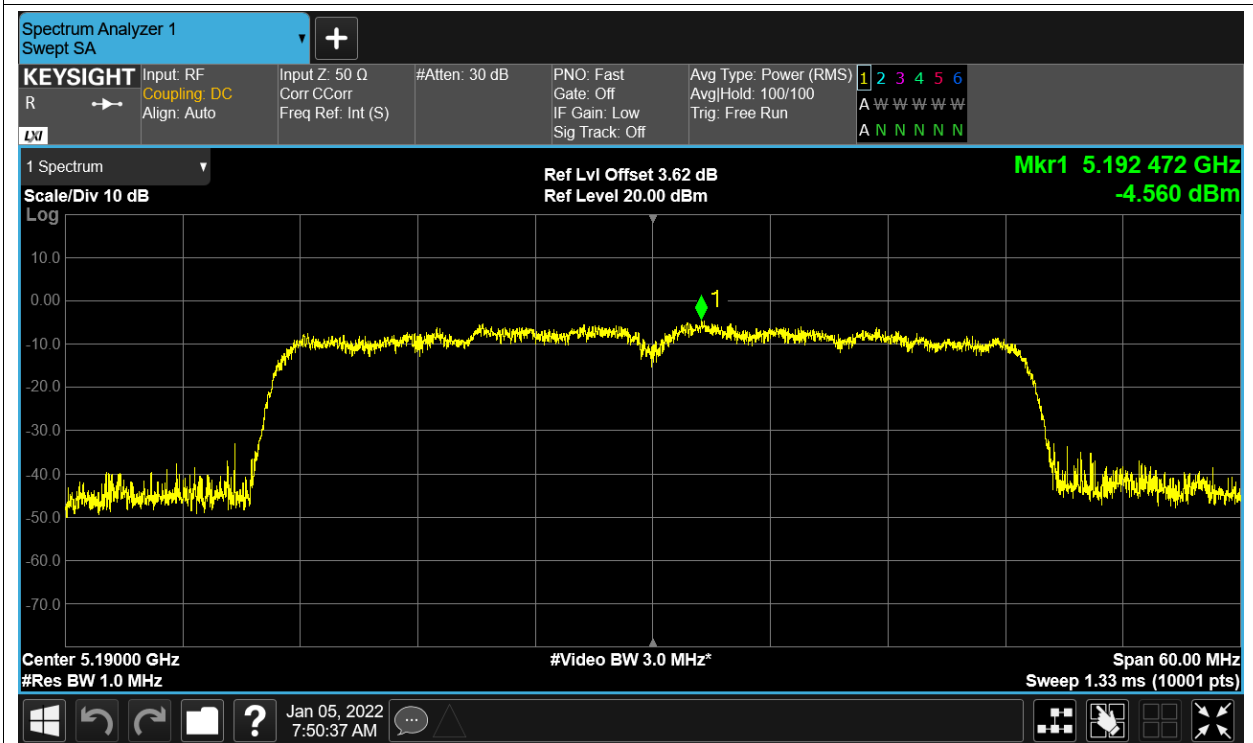 Spectrum Analyzer 1
Swept SA
KEYSIGHT
R
LXI
Input: RF
Coupling: DC
Align: Auto
Input Z: 50 Ω
Corr CCorr
Freq Ref: Int (S)
#Atten: 30 dB
PNO: Fast
Gate: Off
IF Gain: Low
Sig Track: Off
Avg Type: Power (RMS)
Avg|Hold: 100/100
Trig: Free Run
1 2 3 4 5 6
A W W W W W
A N N N N N
1 Spectrum
Scale/Div 10 dB
Ref Lvl Offset 3.62 dB
Ref Level 20.00 dBm
Mkr1 5.192 472 GHz
-4.560 dBm
Log
10.0
0.00
-10.0
-20.0
-30.0
-40.0
-50.0
-60.0
-70.0
1
Center 5.19000 GHz
#Res BW 1.0 MHz
#Video BW 3.0 MHz*
Span 60.00 MHz
Sweep 1.33 ms (10001 pts)
?
Jan 05, 2022
7:50:37 AM